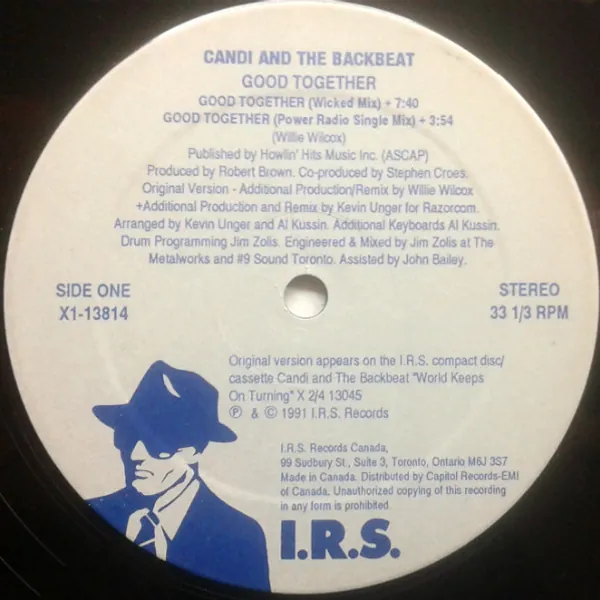 CANDI AND THE BACKBEAT
GOOD TOGETHER
GOOD TOGETHER (Wicked Mix) + 7:40
GOOD TOGETHER (Power Radio Single Mix) + 3:54
(Willie Wilcox)
Published by Howlin' Hits Music Inc. (ASCAP)
Produced by Robert Brown. Co-produced by Stephen Croes.
Original Version - Additional Production/Remix by Willie Wilcox
+Additional Production and Remix by Kevin Unger for Razorcom.
Arranged by Kevin Unger and Al Kussin. Additional Keyboards Al Kussin.
Drum Programming Jim Zolis. Engineered & Mixed by Jim Zolis at The
Metalworks and #9 Sound Toronto. Assisted by John Bailey.
SIDE ONE
X1-13814
STEREO
33 1/3 RPM
Original version appears on the I.R.S. compact disc/
cassette Candi and The Backbeat "World Keeps
On Turning" X 2/4 13045
℗ & © 1991 I.R.S. Records
I.R.S. Records Canada,
99 Sudbury St., Suite 3, Toronto, Ontario M6J 3S7
Made in Canada. Distributed by Capitol Records-EMI
of Canada. Unauthorized copying of this recording
in any form is prohibited.
I.R.S.